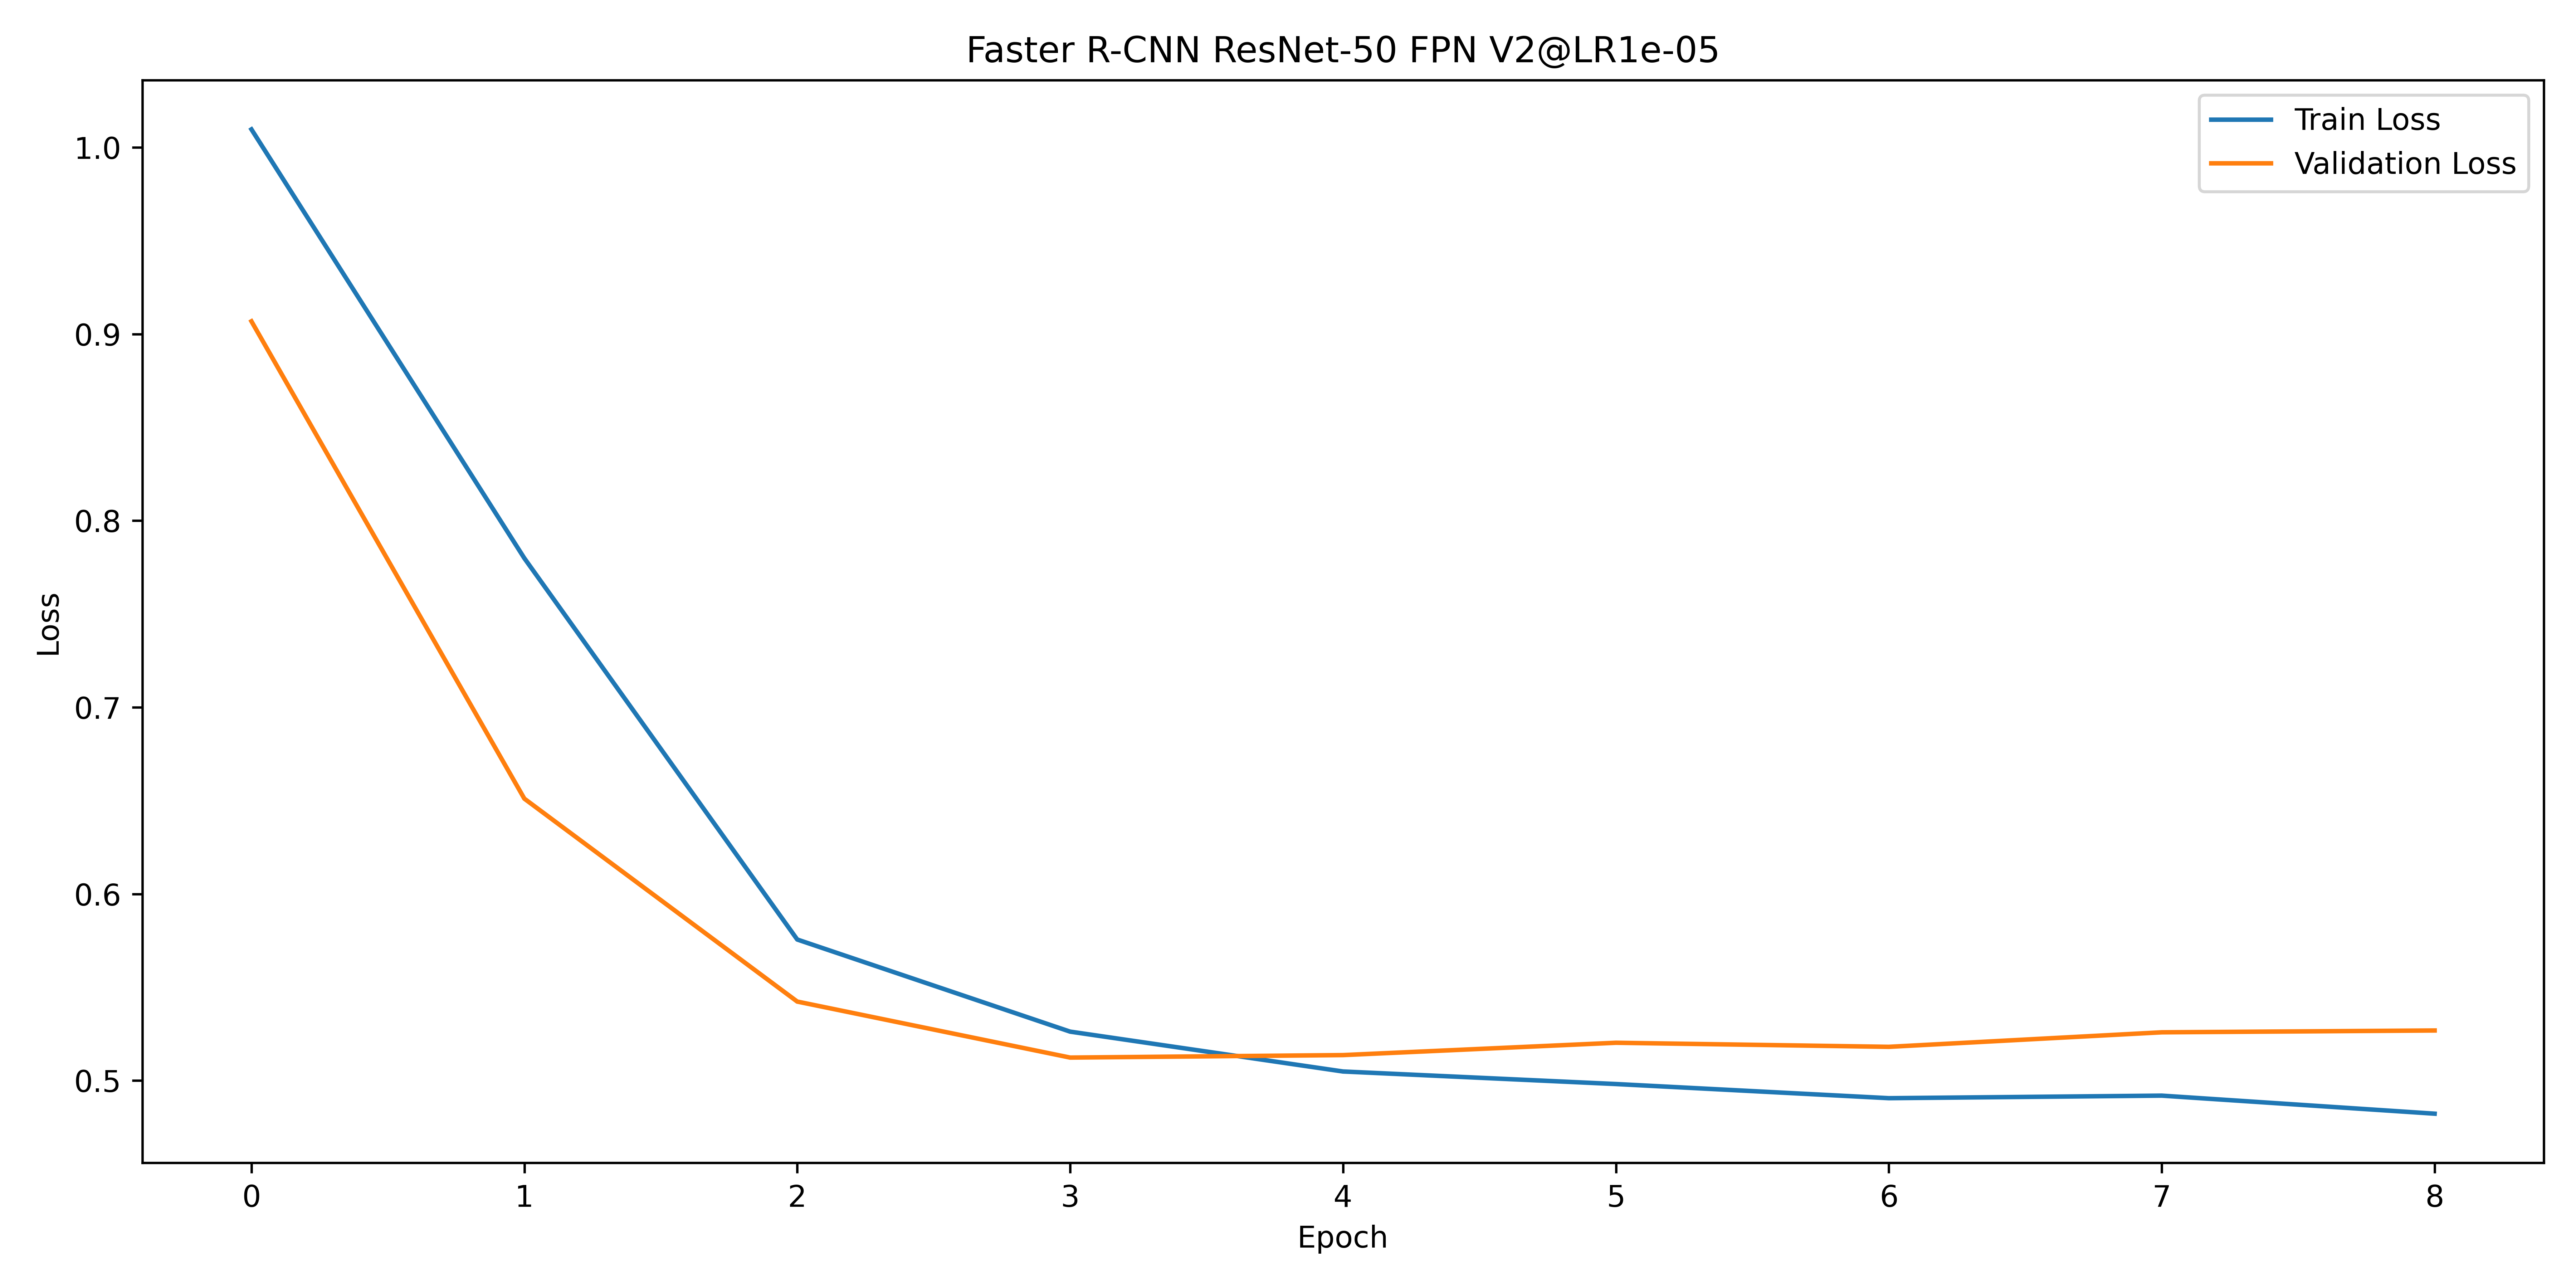 Faster R-CNN ResNet-50 FPN V2@LR1e-05
Train Loss
Validation Loss
1.0
0.9
0.8
0.7
0.6
0.5
Loss
0 1 2 3 4 5 6 7 8
Epoch